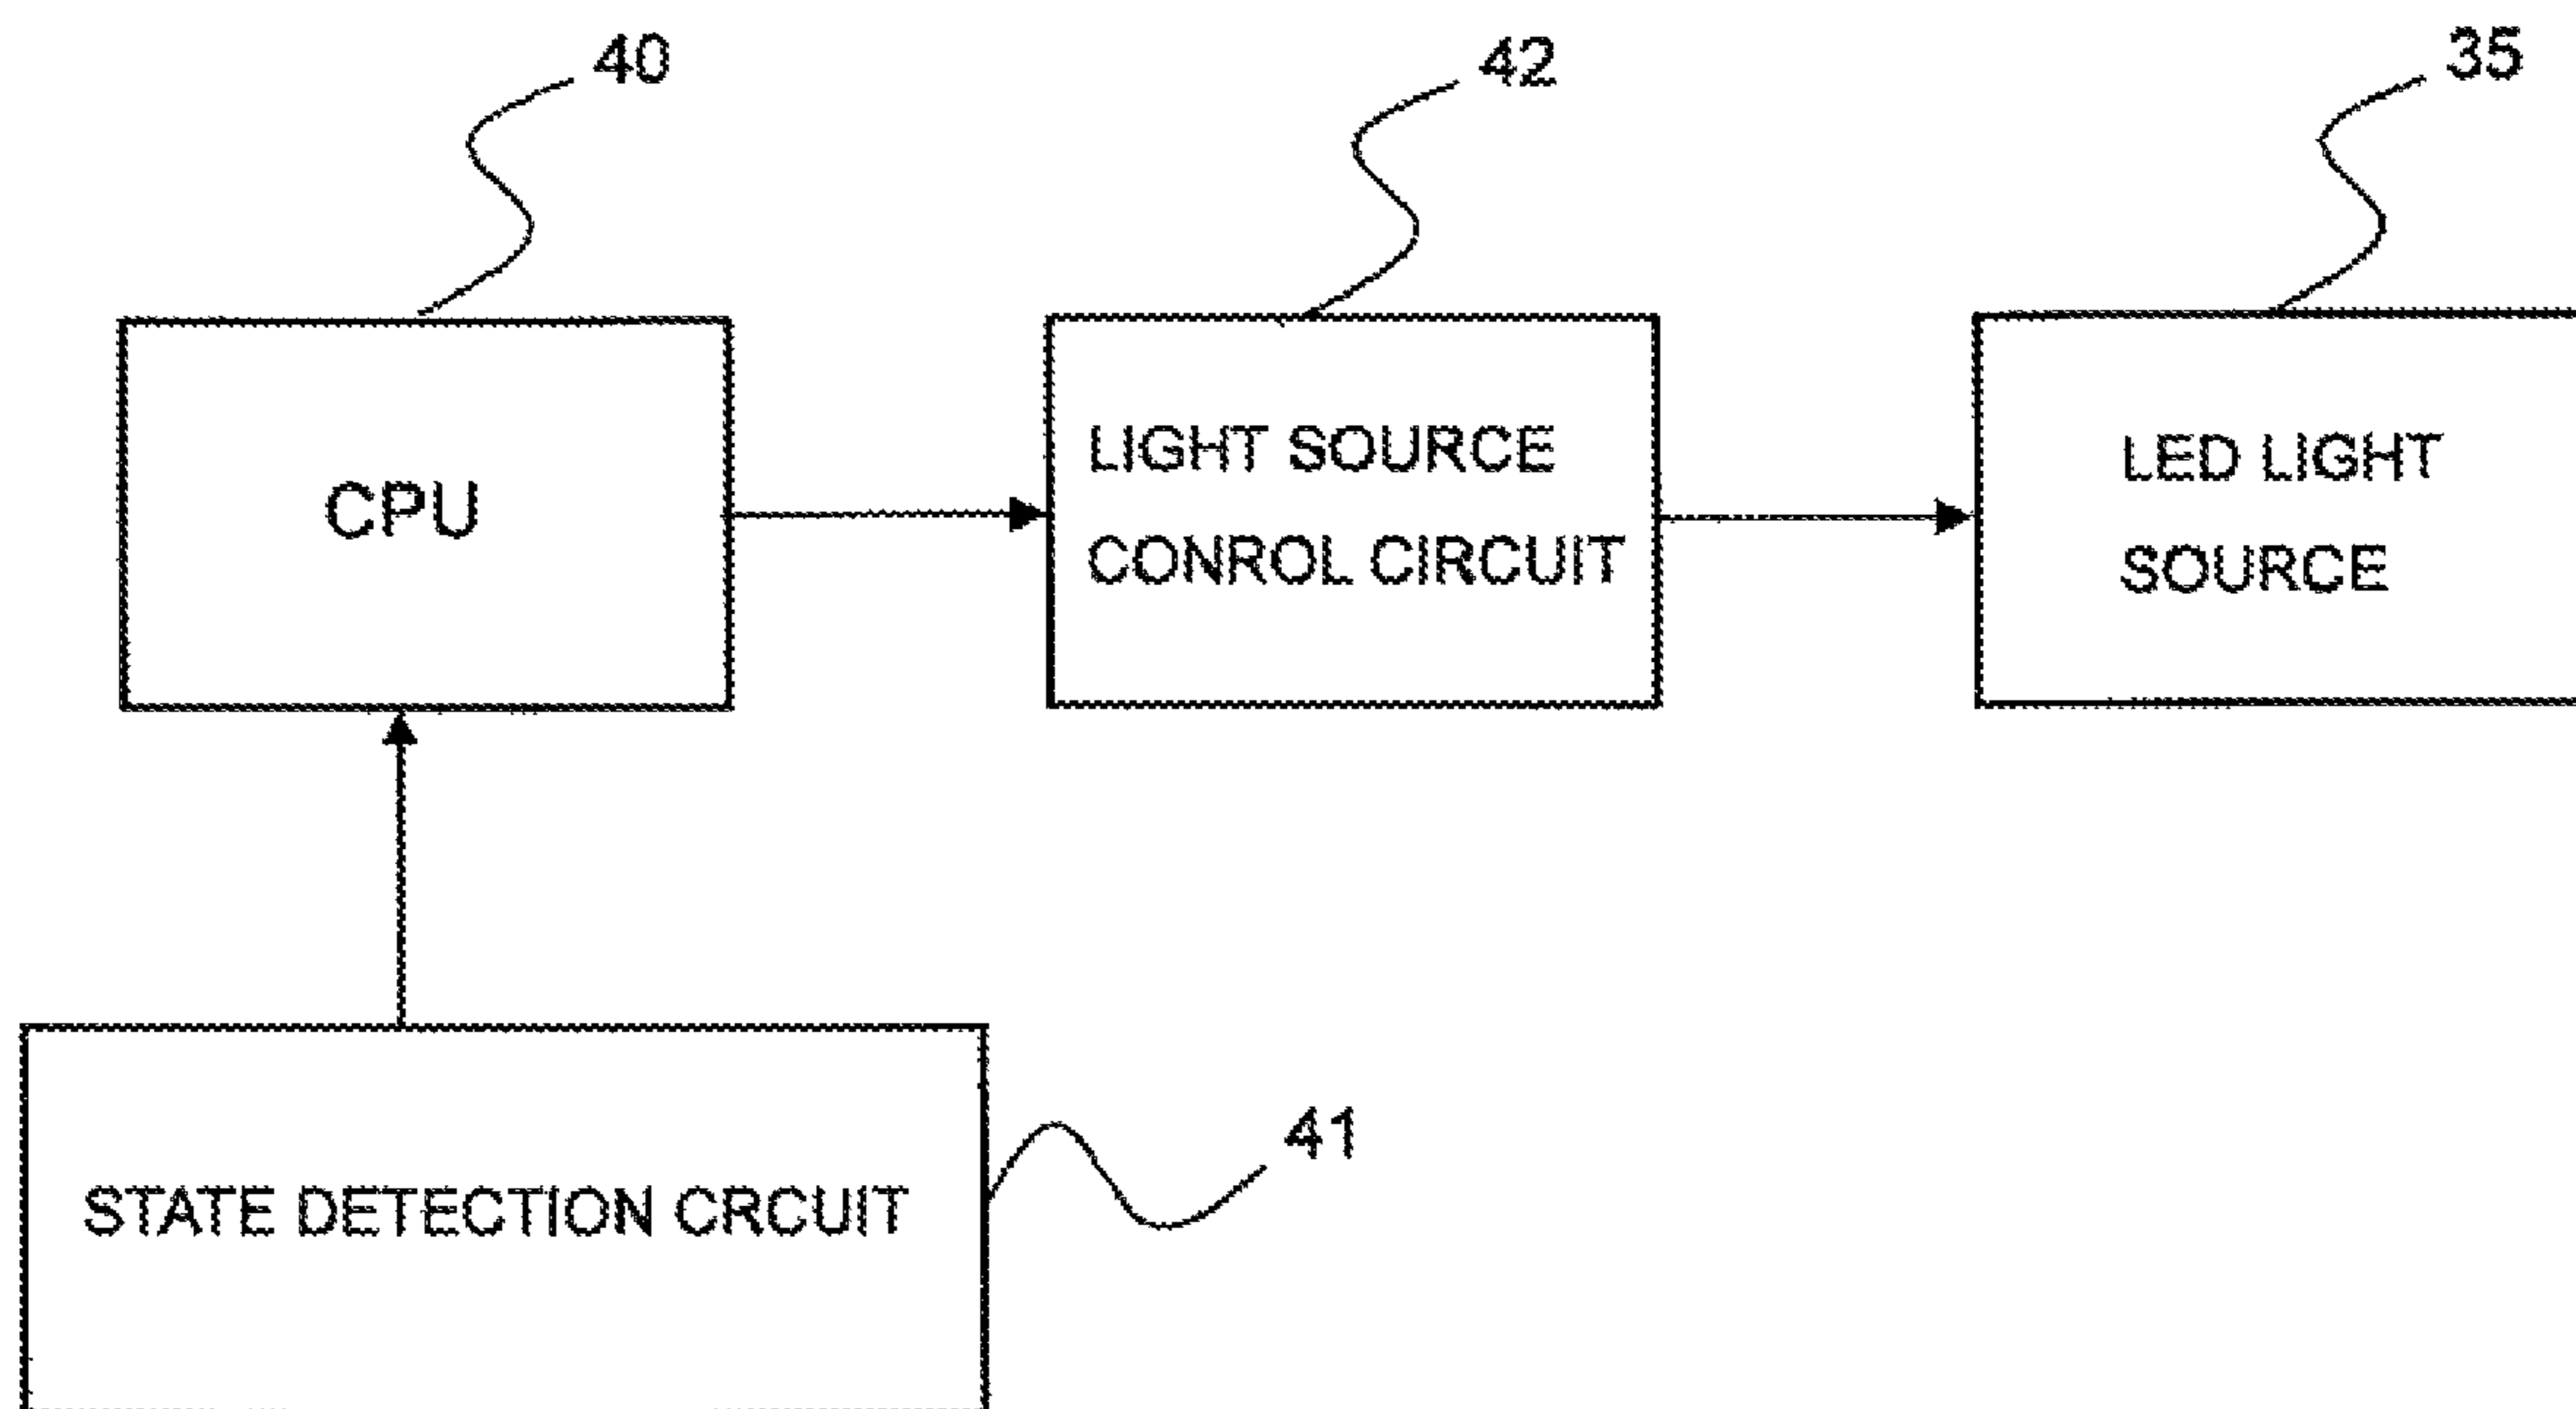 40
42
35
CPU
LIGHT SOURCE
CONROL CIRCUIT
LED LIGHT
SOURCE
41
STATE DETECTION CRCUIT